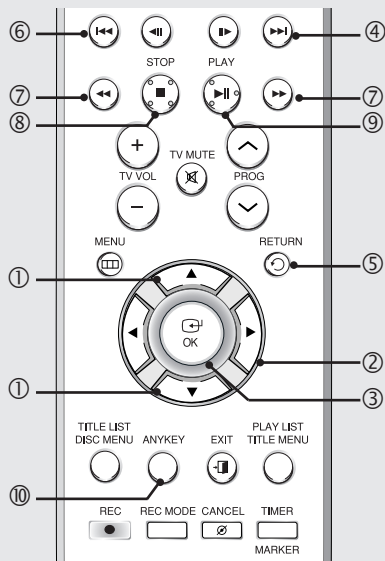 ⑥ ④
STOP PLAY
⑦ ⑦
⑧ ⑨
+
TV MUTE
TV VOL PROG
−
MENU RETURN
① ⑤
OK
②
① ③
TITLE LIST PLAY LIST
DISC MENU ANYKEY EXIT TITLE MENU
⑩
REC REC MODE CANCEL TIMER
MARKER